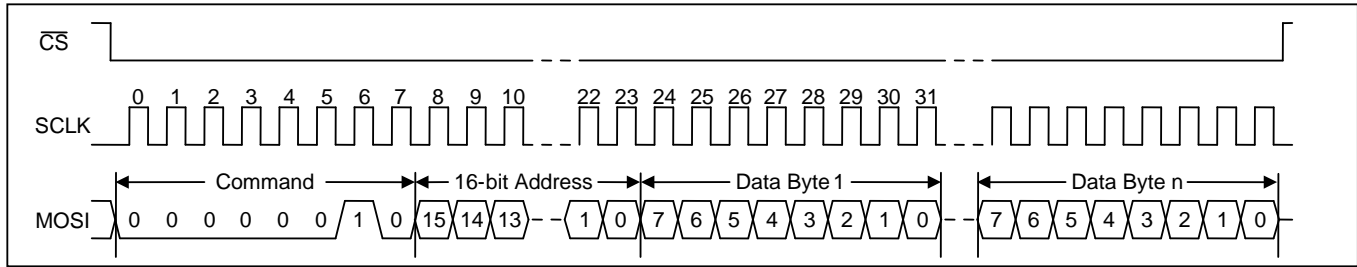 CS
0 1 2 3 4 5 6 7 8 9 10 22 23 24 25 26 27 28 29 30 31
SCLK
Command 16-bit Address Data Byte 1 Data Byte n
MOSI 0 0 0 0 0 0 1 0 15 14 13 1 0 7 6 5 4 3 2 1 0 7 6 5 4 3 2 1 0